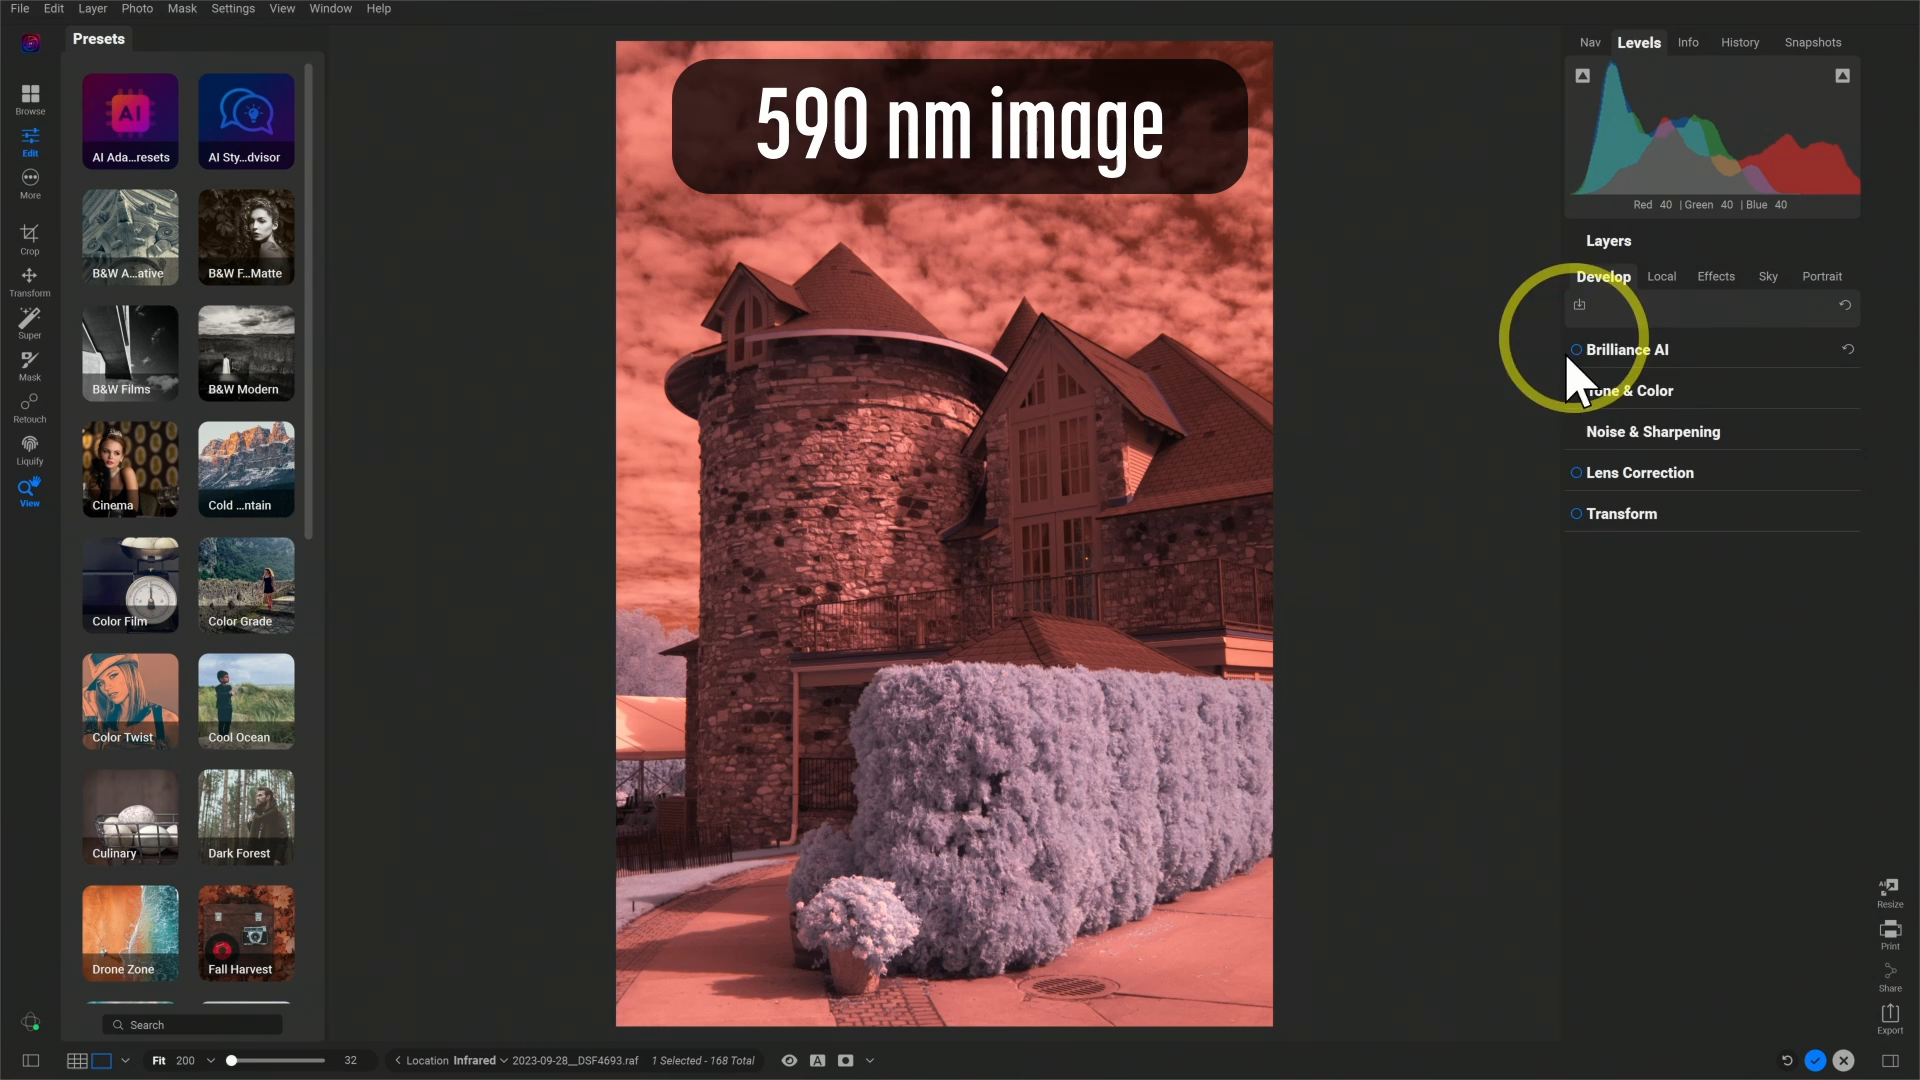 File Edit Layer Photo Mask Settings View Window Help
Presets
Nav Levels Info History Snapshots
590 nm image
Browse
Edit
More
Crop
Transform
Super
Mask
Retouch
Liquify
View
AI
AI Ada...resets
AI Sty...dvisor
B&W A...ative
B&W F...Matte
B&W Films
B&W Modern
Cinema
Cold ...ntain
Color Film
Color Grade
Color Twist
Cool Ocean
Culinary
Dark Forest
Drone Zone
Fall Harvest
Search
Red 40 | Green 40 | Blue 40
Layers
Develop Local Effects Sky Portrait
Brilliance AI
& Color
Noise & Sharpening
Lens Correction
Transform
Resize
Print
Share
Export
Fit 200
32
Location Infrared 2023-09-28__DSF4693.raf 1 Selected - 168 Total
A